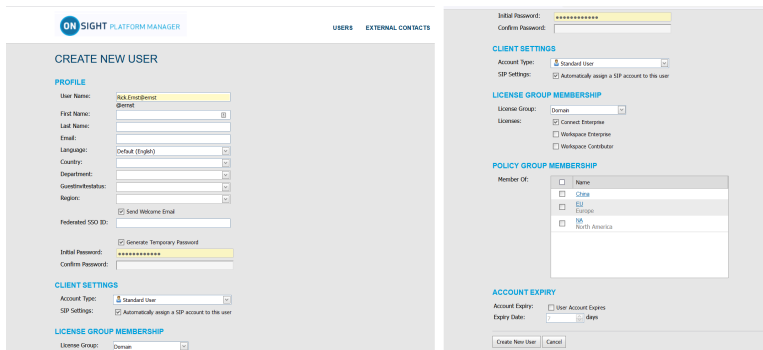 ONSIGHT PLATFORM MANAGER
USERS EXTERNAL CONTACTS
CREATE NEW USER
PROFILE
User Name: Rick.Ernst@ernst
@ernst
First Name:
Last Name:
Email:
Language: Default (English)
Country:
Department:
Guestinvitestatus:
Region:
Send Welcome Email
Federated SSO ID:
Generate Temporary Password
Initial Password: ●●●●●●●●●●●●
Confirm Password:
CLIENT SETTINGS
Account Type: Standard User
SIP Settings: Automatically assign a SIP account to this user
LICENSE GROUP MEMBERSHIP
License Group: Domain
Initial Password: ●●●●●●●●●●●●
Confirm Password:
CLIENT SETTINGS
Account Type: Standard User
SIP Settings: Automatically assign a SIP account to this user
LICENSE GROUP MEMBERSHIP
License Group: Domain
Licenses: Connect Enterprise
Workspace Enterprise
Workspace Contributor
POLICY GROUP MEMBERSHIP
Member Of: Name
China
EU
Europe
NA
North America
ACCOUNT EXPIRY
Account Expiry: User Account Expires
Expiry Date: 7 days
Create New User Cancel